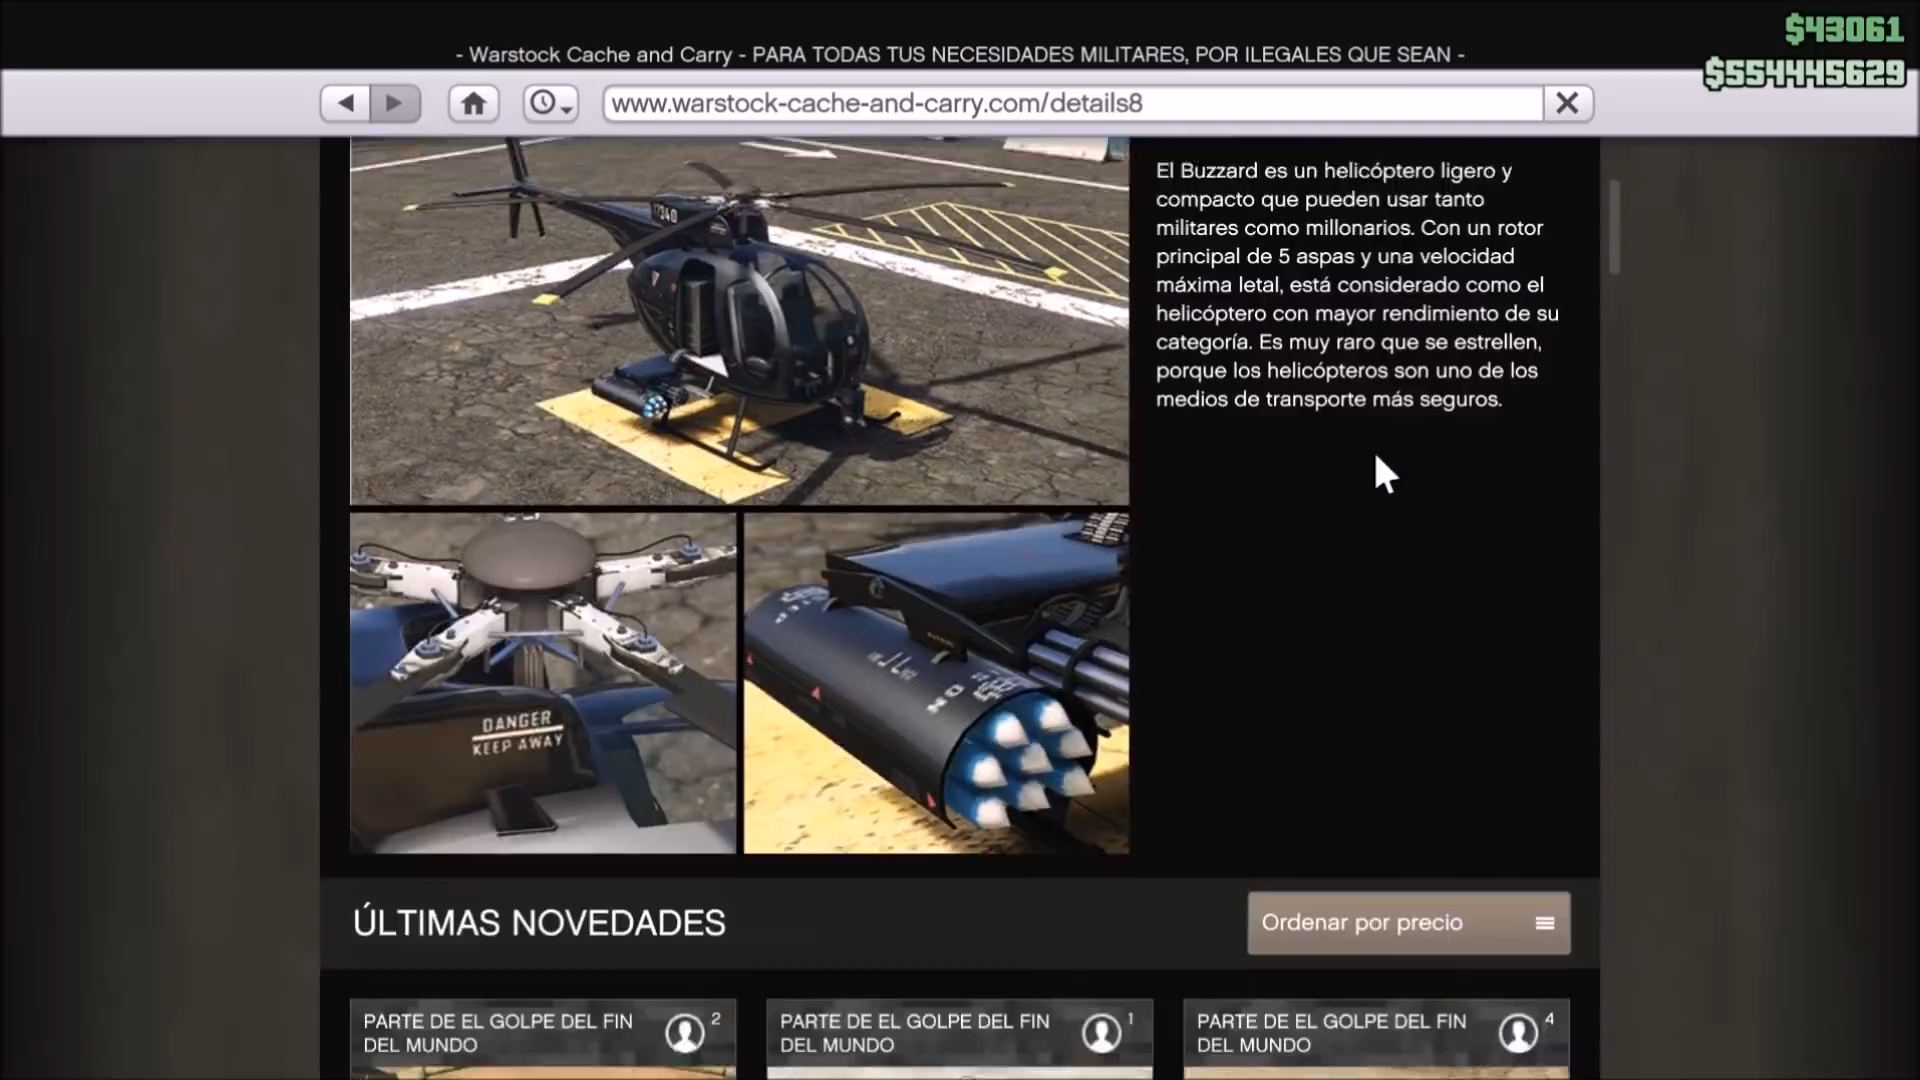 $43061
- Warstock Cache and Carry - PARA TODAS TUS NECESIDADES MILITARES, POR ILEGALES QUE SEAN -
$554445629
www.warstock-cache-and-carry.com/details8
El Buzzard es un helicóptero ligero y
compacto que pueden usar tanto
militares como millonarios. Con un rotor
principal de 5 aspas y una velocidad
máxima letal, está considerado como el
helicóptero con mayor rendimiento de su
categoría. Es muy raro que se estrellen,
porque los helicópteros son uno de los
medios de transporte más seguros.
DANGER
KEEP AWAY
ÚLTIMAS NOVEDADES
Ordenar por precio
PARTE DE EL GOLPE DEL FIN
DEL MUNDO
2
PARTE DE EL GOLPE DEL FIN
DEL MUNDO
1
PARTE DE EL GOLPE DEL FIN
DEL MUNDO
4